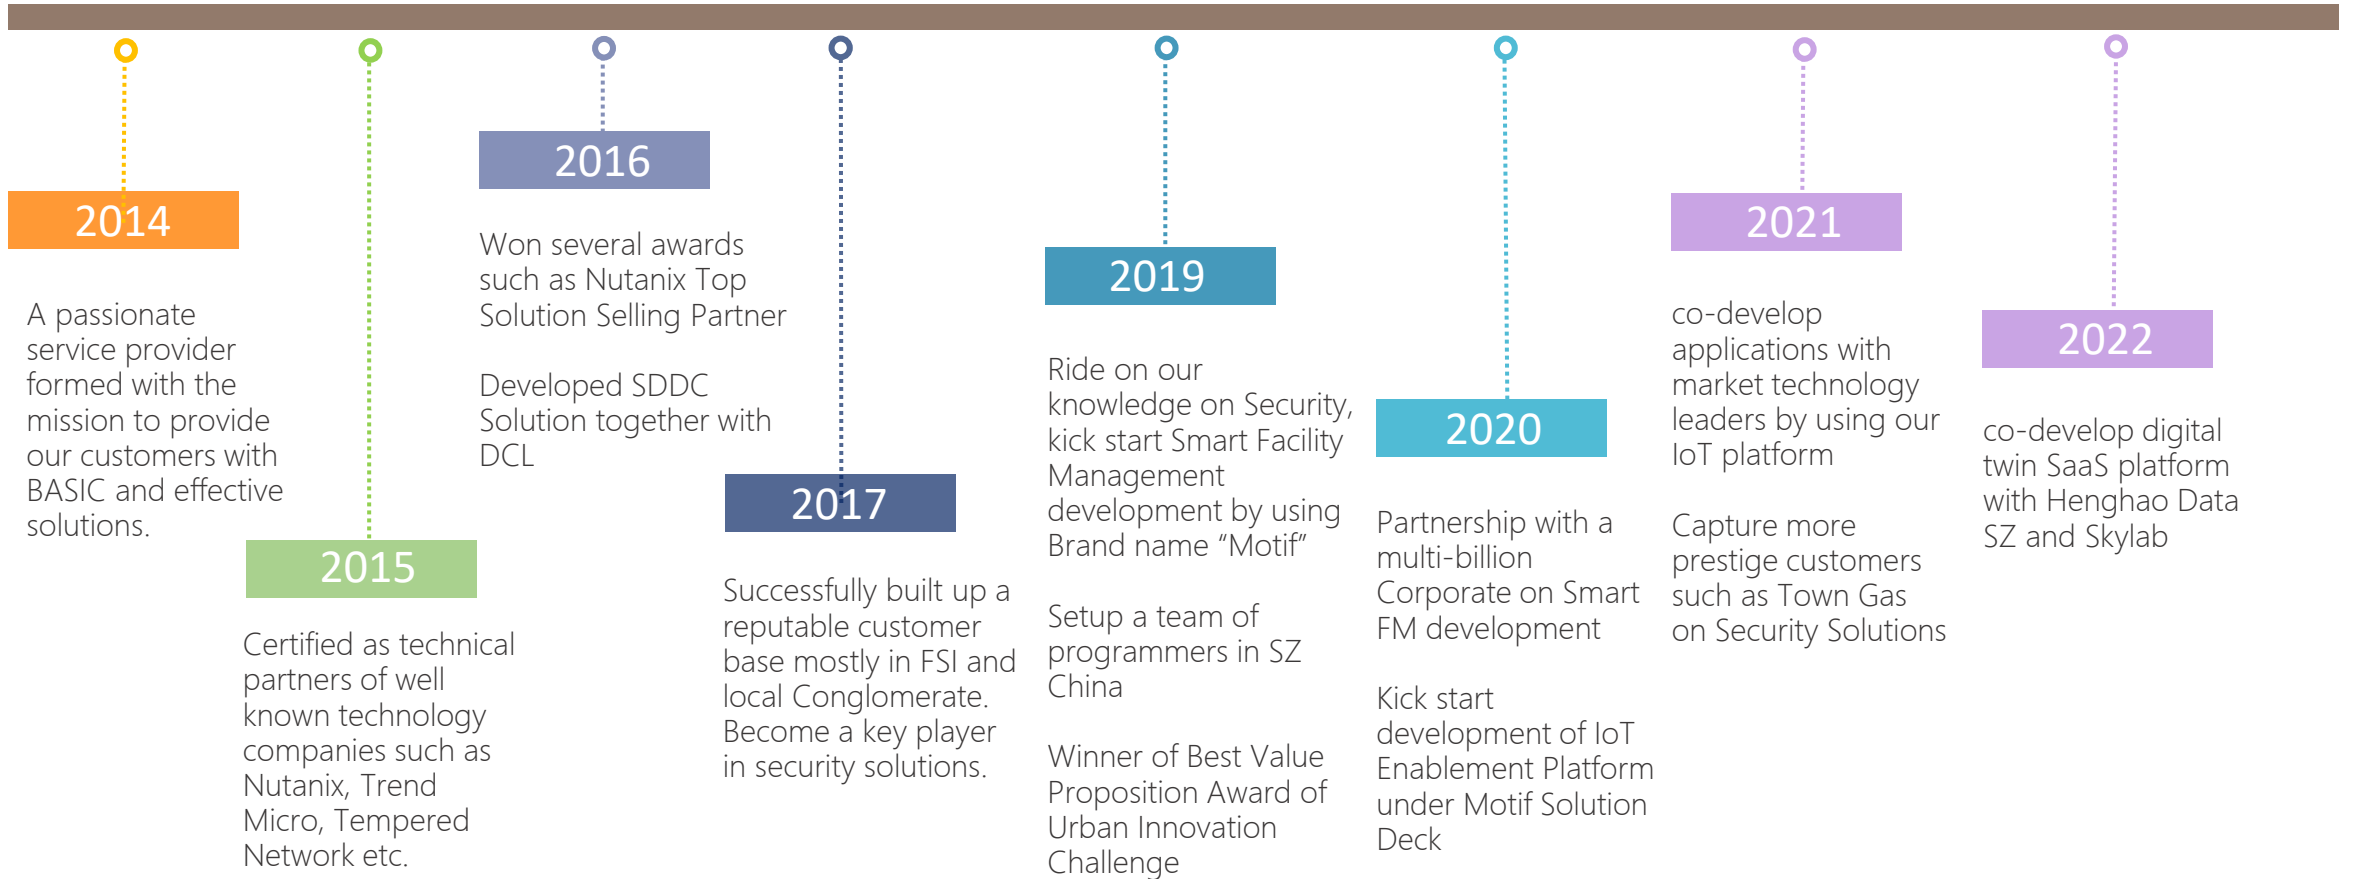 2014
A passionate
service provider
formed with the
mission to provide
our customers with
BASIC and effective
solutions.
2015
Certified as technical
partners of well
known technology
companies such as
Nutanix, Trend
Micro, Tempered
Network etc.
2016
Won several awards
such as Nutanix Top
Solution Selling Partner
Developed SDDC
Solution together with
DCL
2017
Successfully built up a
reputable customer
base mostly in FSI and
local Conglomerate.
Become a key player
in security solutions.
2019
Ride on our
knowledge on Security,
kick start Smart Facility
Management
development by using
Brand name “Motif”
Setup a team of
programmers in SZ
China
Winner of Best Value
Proposition Award of
Urban Innovation
Challenge
2020
Partnership with a
multi-billion
Corporate on Smart
FM development
Kick start
development of IoT
Enablement Platform
under Motif Solution
Deck
2021
co-develop
applications with
market technology
leaders by using our
IoT platform
Capture more
prestige customers
such as Town Gas
on Security Solutions
2022
co-develop digital
twin SaaS platform
with Henghao Data
SZ and Skylab